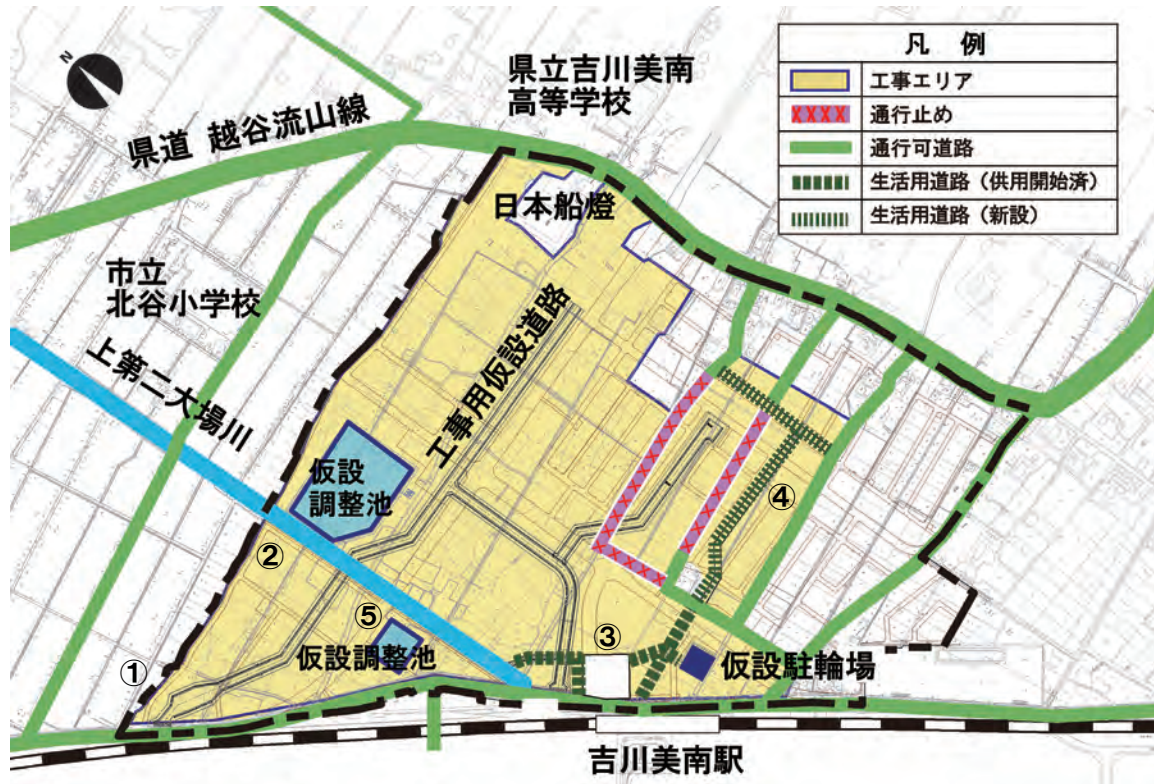 凡 例
工事エリア
通行止め
通行可道路
生活用道路（供用開始済）
生活用道路（新設）
N
県立吉川美南
高等学校
県道 越谷流山線
日本船燈
市立
北谷小学校
工事用仮設道路
上第二大場川
仮設
調整池
④
②
⑤
③
仮設調整池
仮設駐輪場
①
吉川美南駅